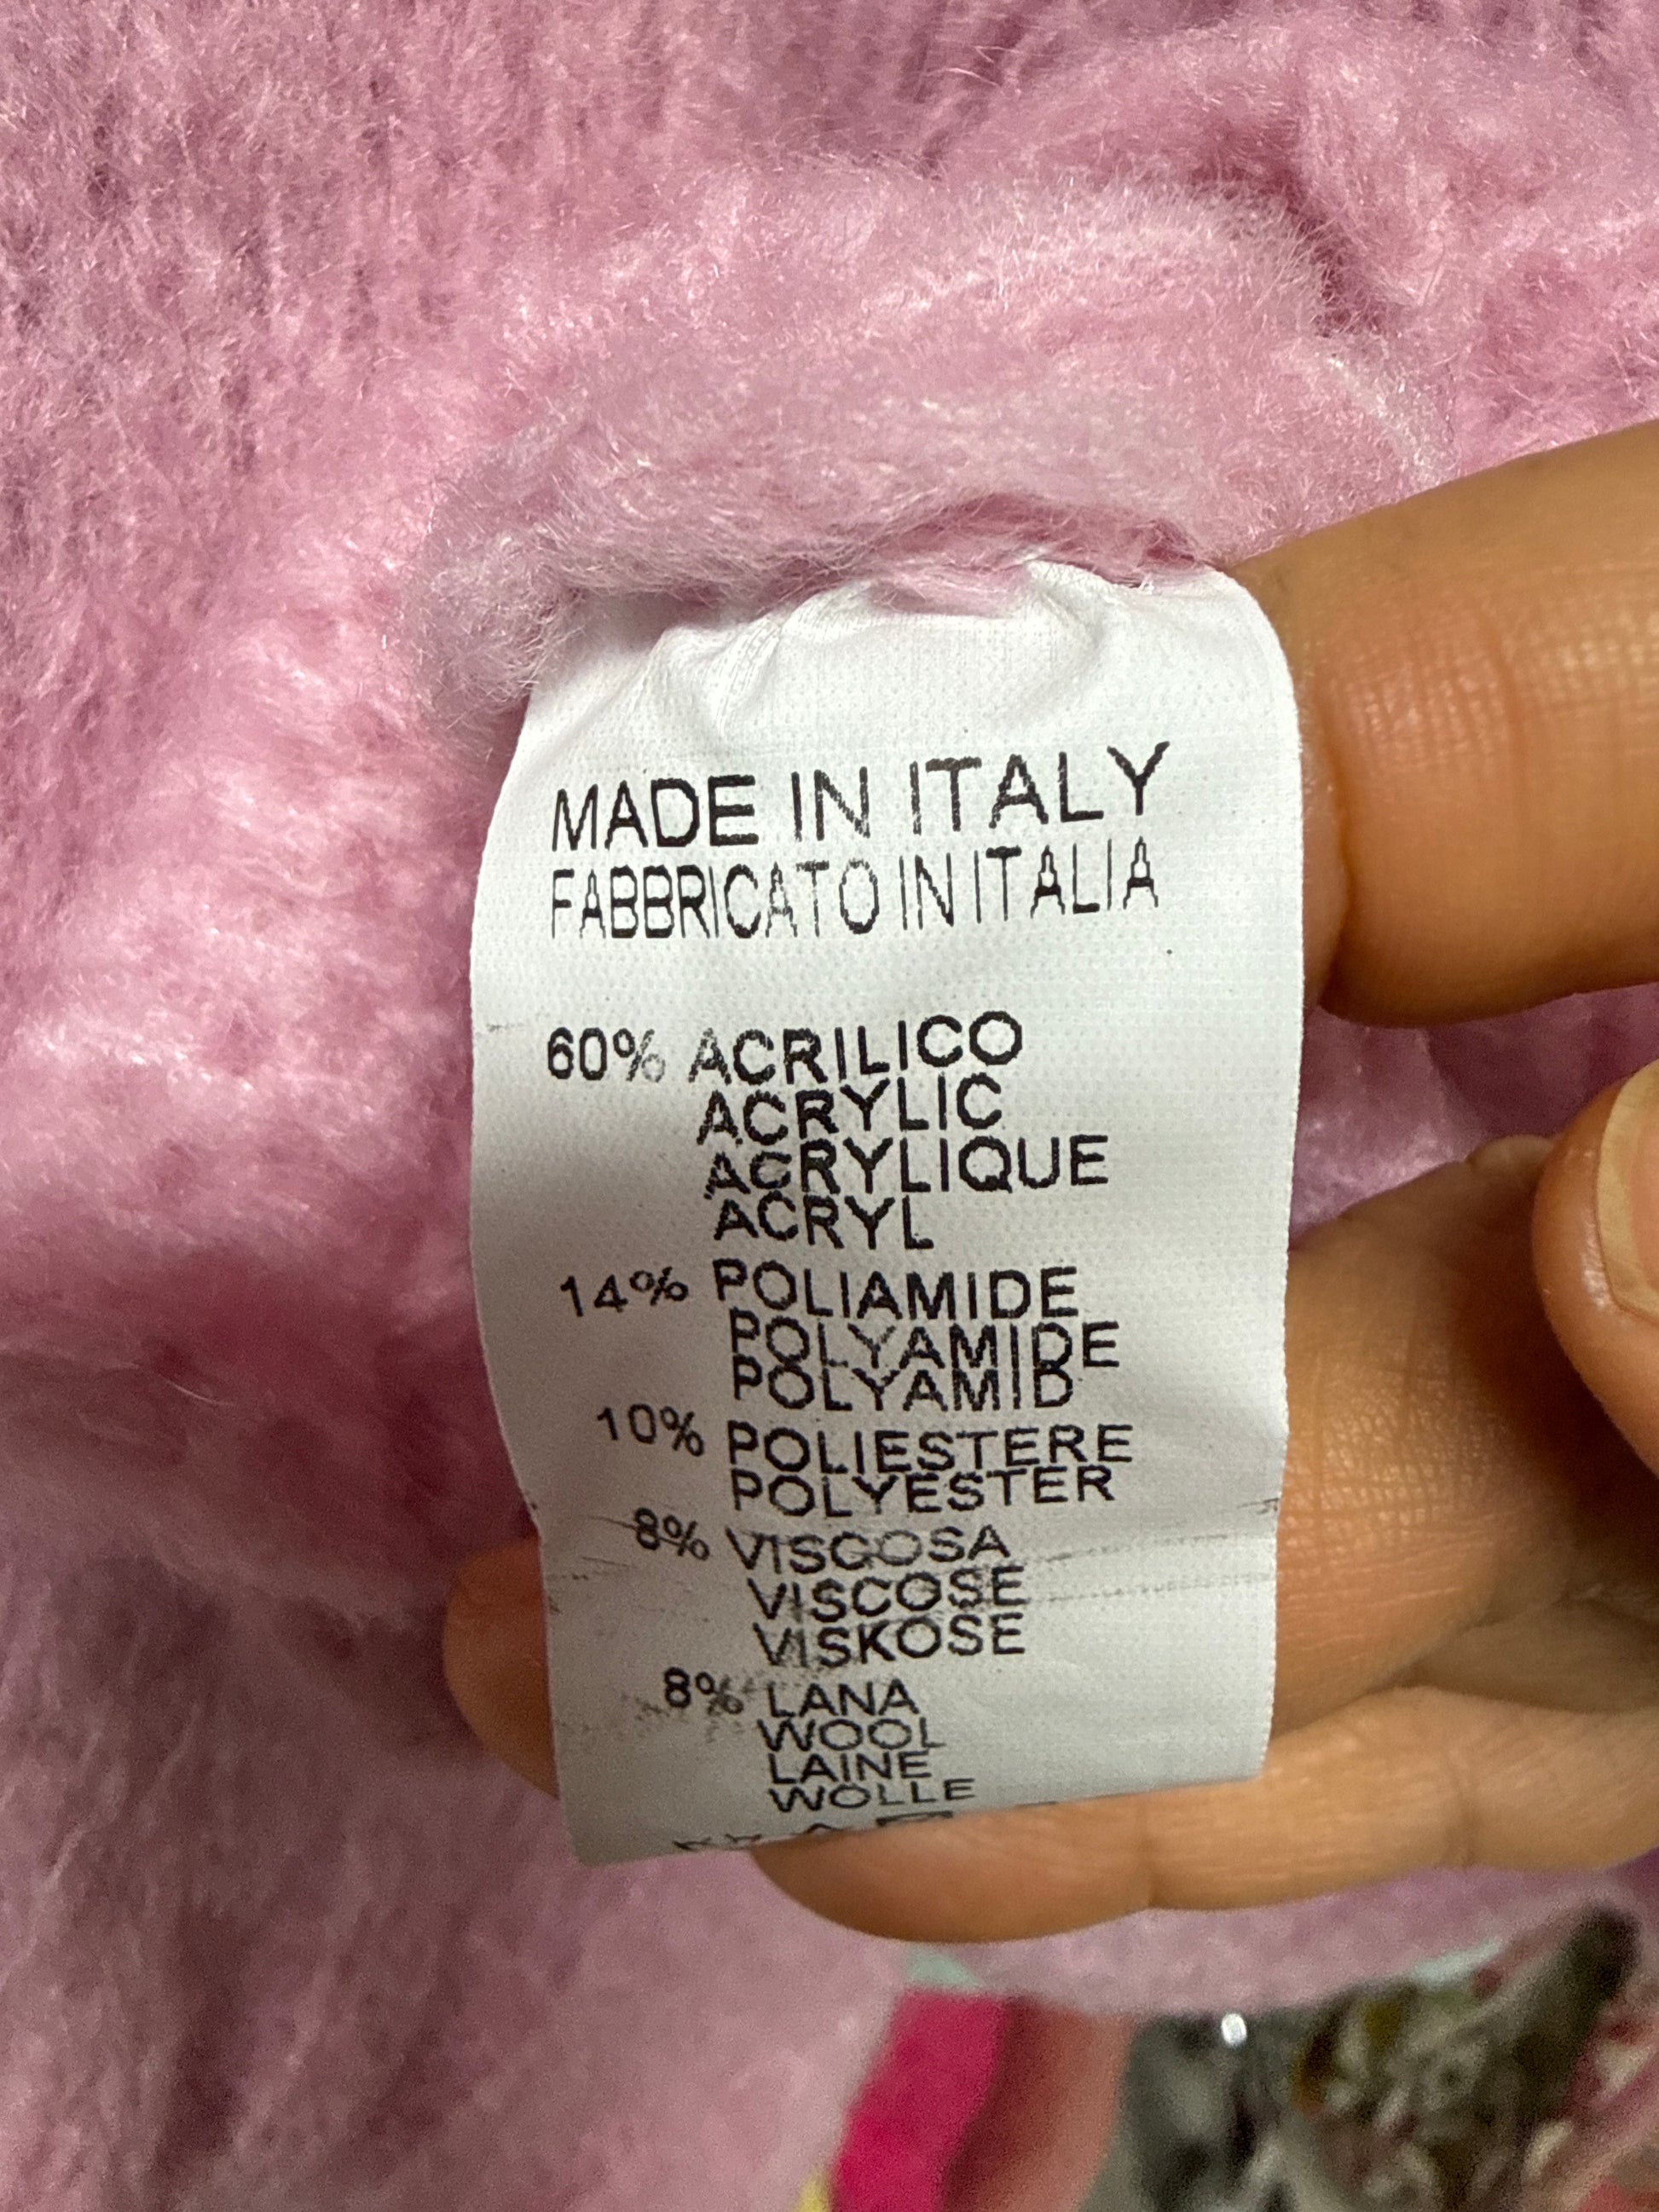 MADE IN ITALY
FABBRICATO IN ITALIA
60% ACRILICO
ACRYLIC
ACRYLIQUE
ACRYL
14% POLIAMIDE
POLYAMIDE
POLYAMID
10% POLIESTERE
POLYESTER
8% VISCOSA
VISCOSE
VISKOSE
8% LANA
WOOL
LAINE
WOLLE